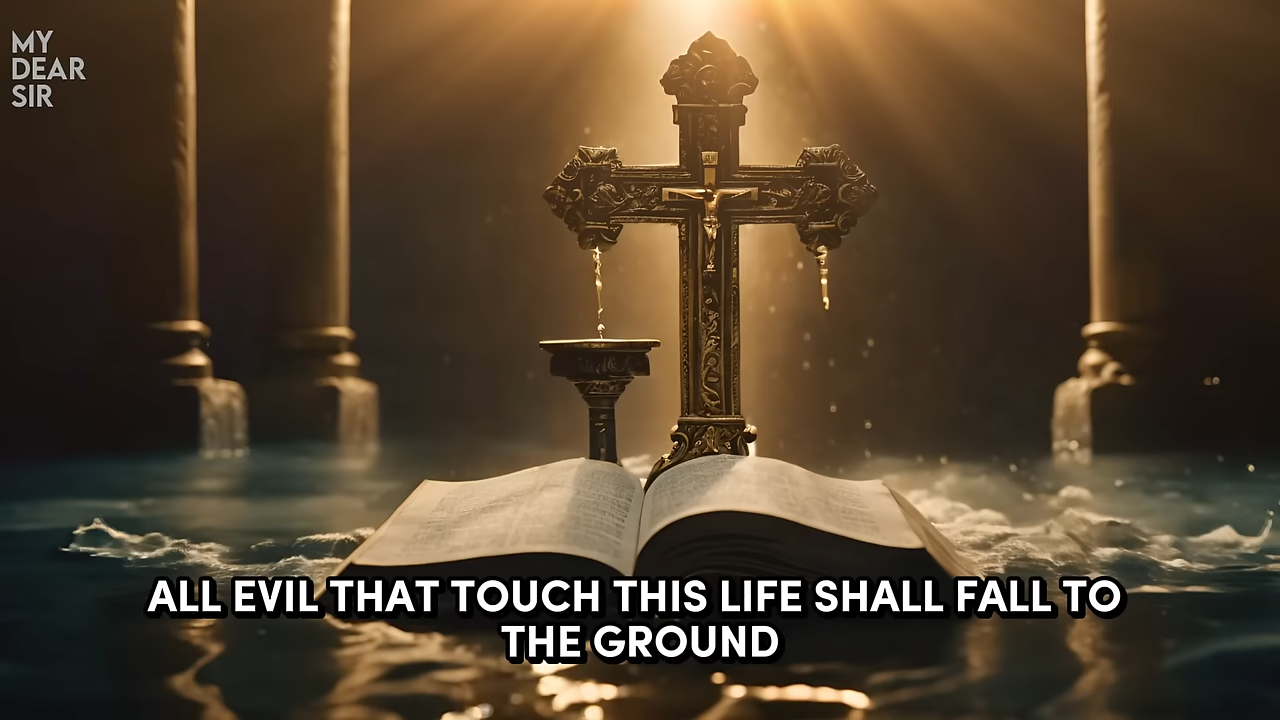 MY
DEAR
SIR
ALL EVIL THAT TOUCH THIS LIFE SHALL FALL TO
THE GROUND